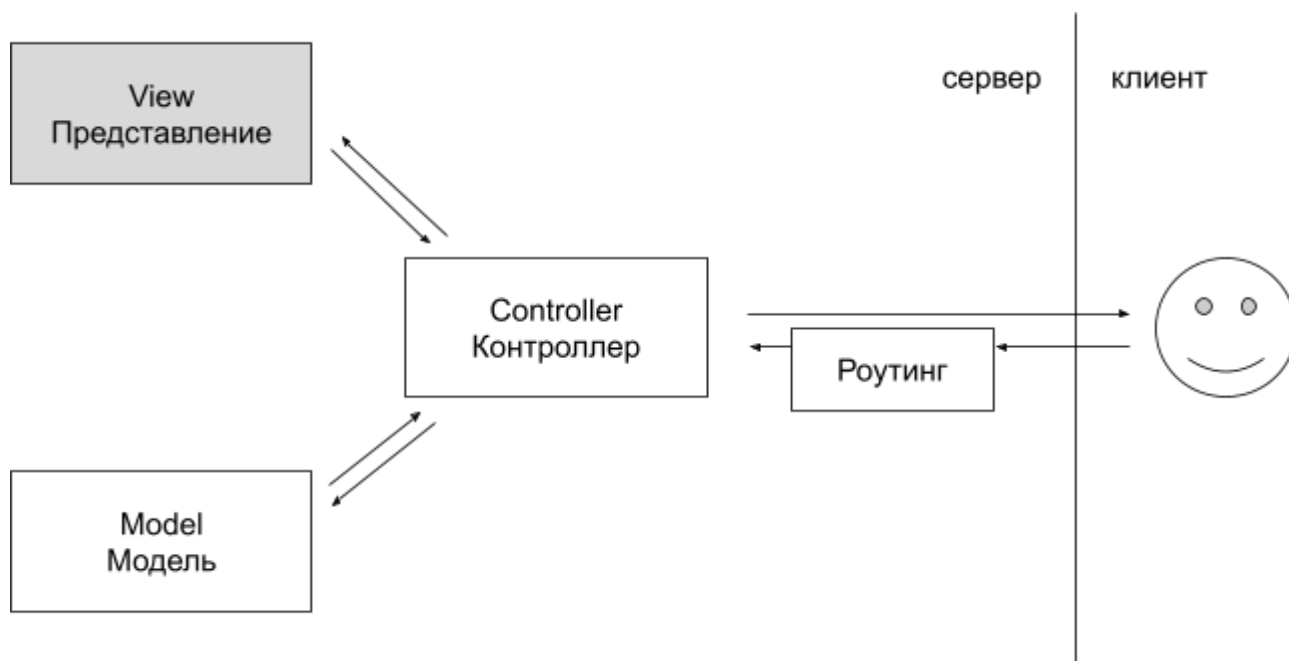 View
Представление
сервер
клиент
Controller
Контроллер
Роутинг
Model
Модель